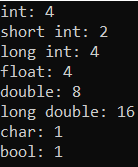 int: 4
short int: 2
long int: 4
float: 4
double: 8
long double: 16
char: 1
bool: 1